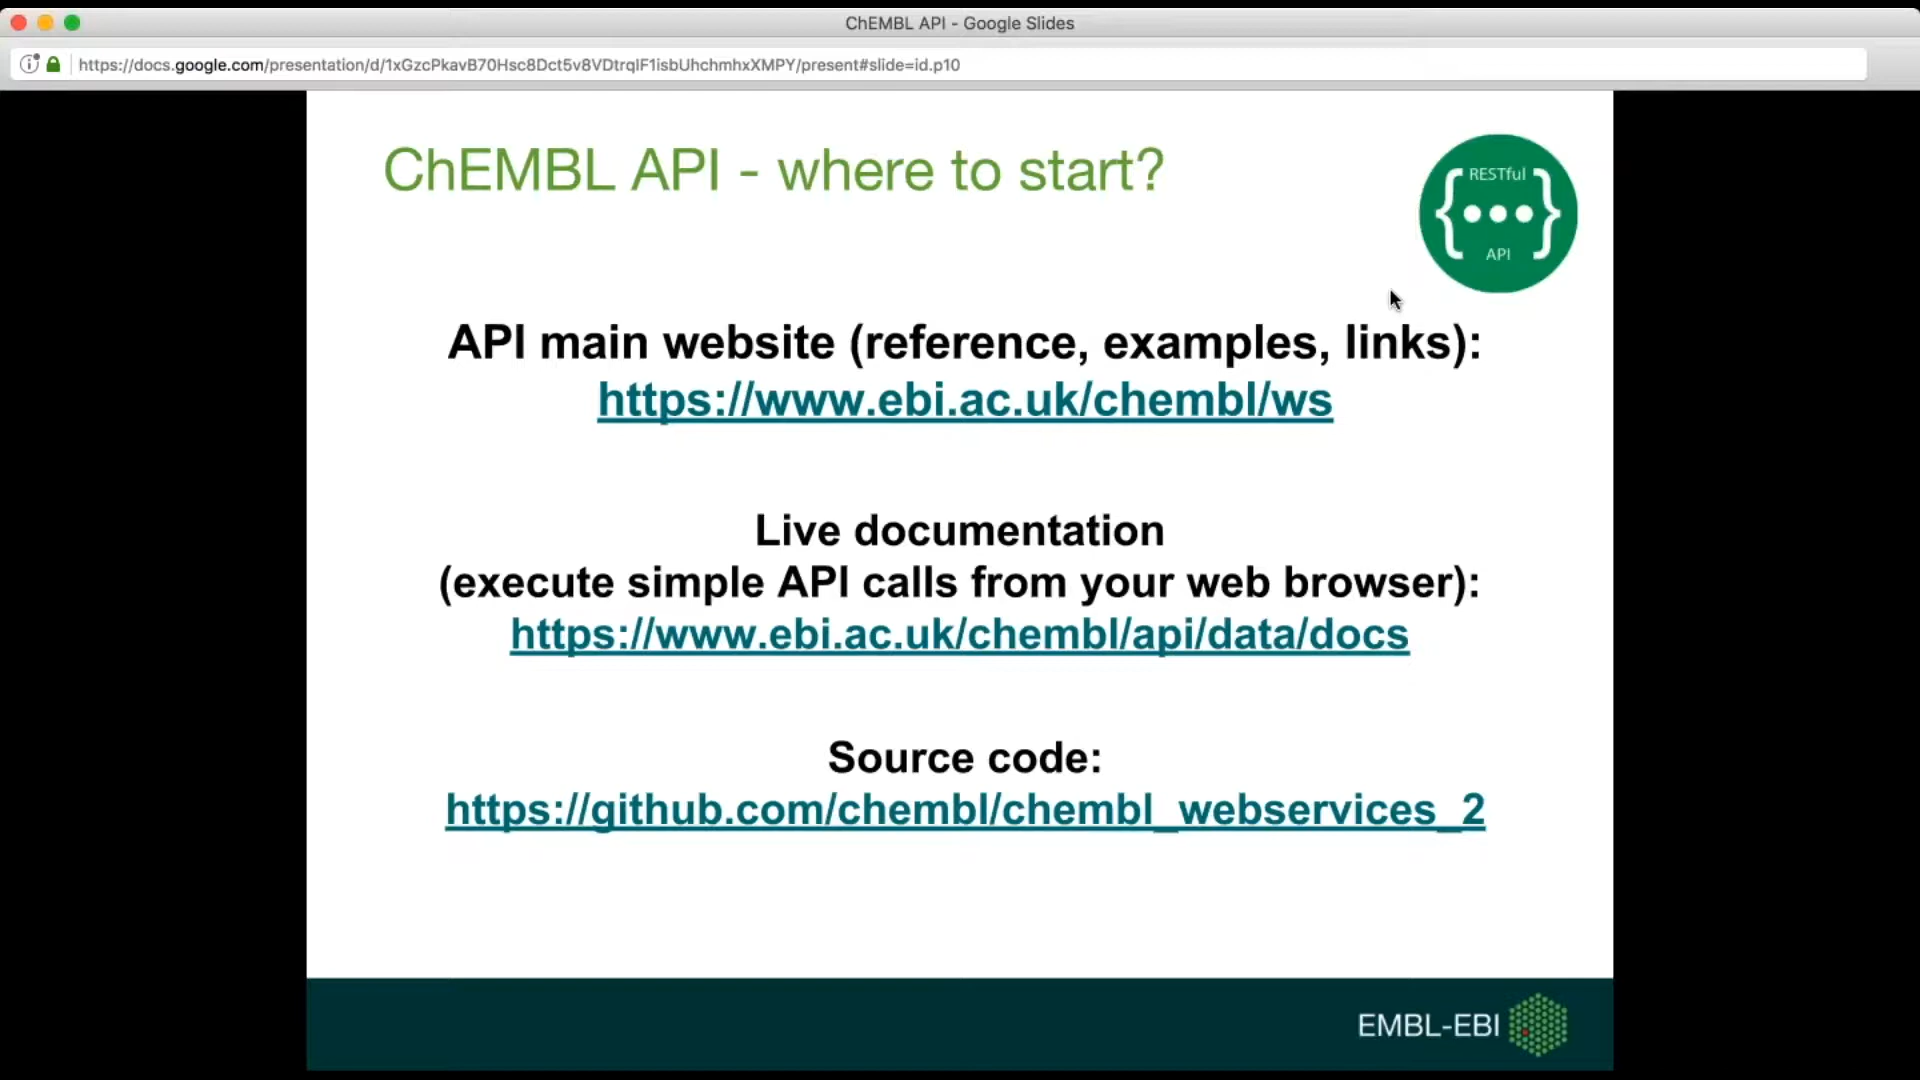 ChEMBL API - Google Slides
https://docs.google.com/presentation/d/1xGzcPkavB70Hsc8Dct5v8VDtrqlF1isbUhchmhxXMPY/present#slide=id.p10
ChEMBL API - where to start?
RESTful
API
API main website (reference, examples, links):
https://www.ebi.ac.uk/chembl/ws
Live documentation
(execute simple API calls from your web browser):
https://www.ebi.ac.uk/chembl/api/data/docs
Source code:
https://github.com/chembl/chembl_webservices_2
EMBL-EBI